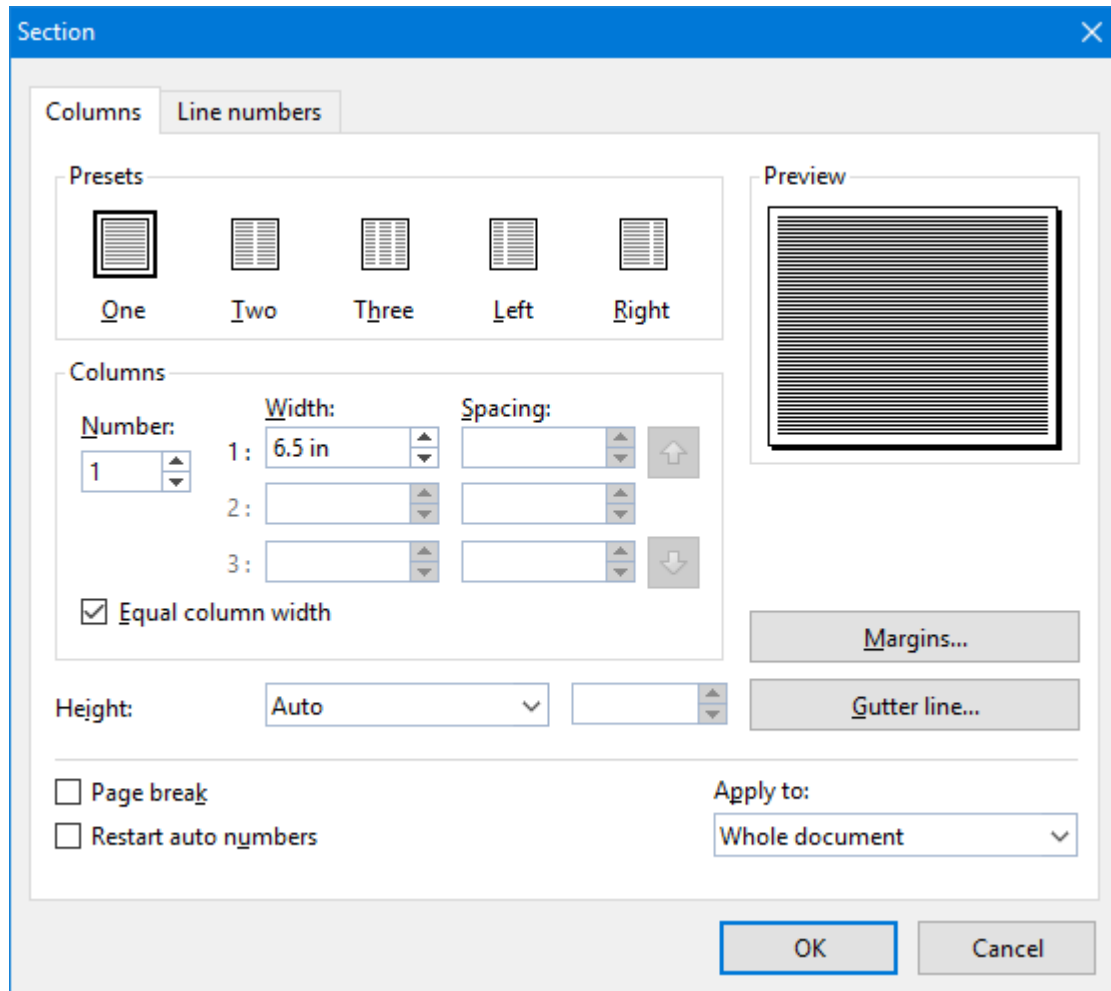 Section
Columns
Line numbers
Presets
Preview
One
Two
Three
Left
Right
Columns
Number:
Width:
Spacing:
1
1:
6.5 in
2:
3:
Equal column width
Margins...
Height:
Auto
Gutter line...
Page break
Apply to:
Restart auto numbers
Whole document
OK
Cancel